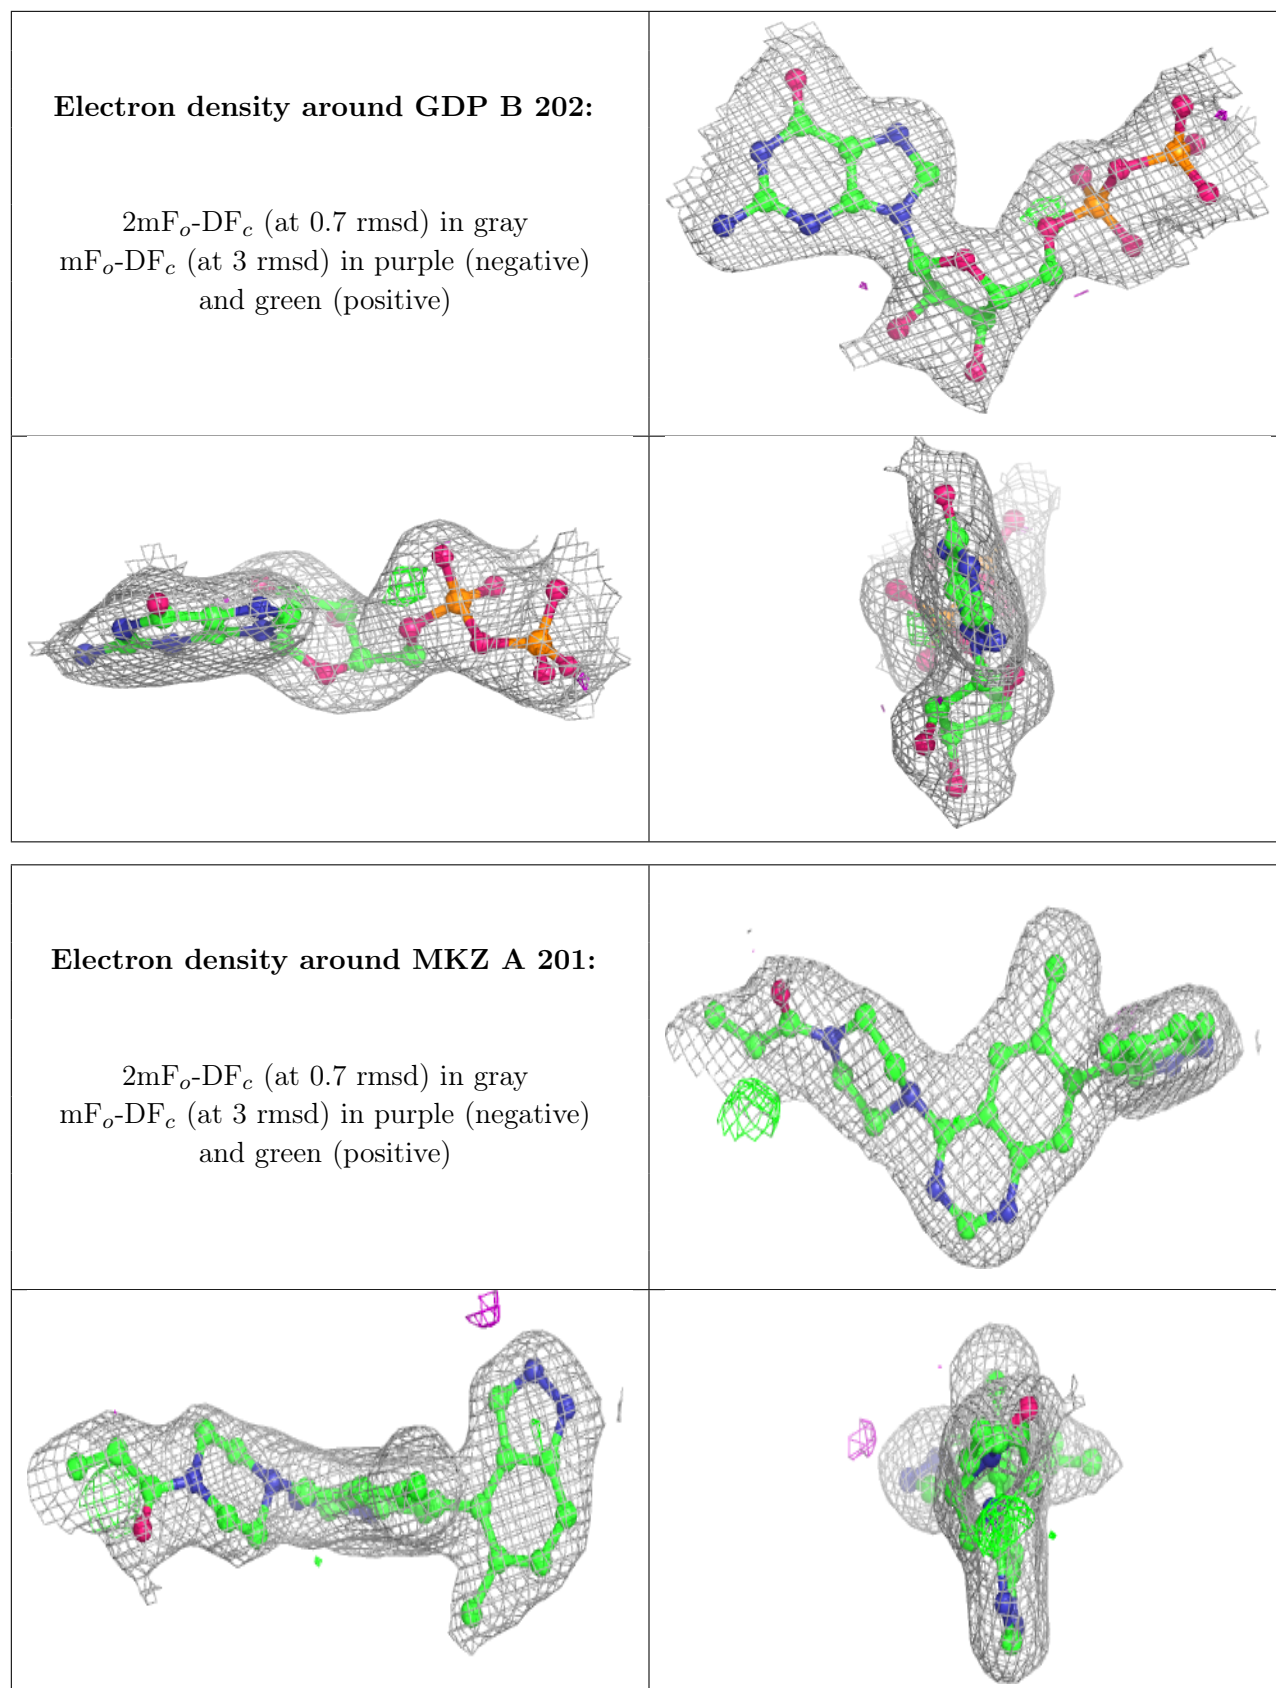 Electron density around GDP B 202:
2mFo-DFc (at 0.7 rmsd) in gray
mFo-DFc (at 3 rmsd) in purple (negative)
and green (positive)
Electron density around MKZ A 201:
2mFo-DFc (at 0.7 rmsd) in gray
mFo-DFc (at 3 rmsd) in purple (negative)
and green (positive)